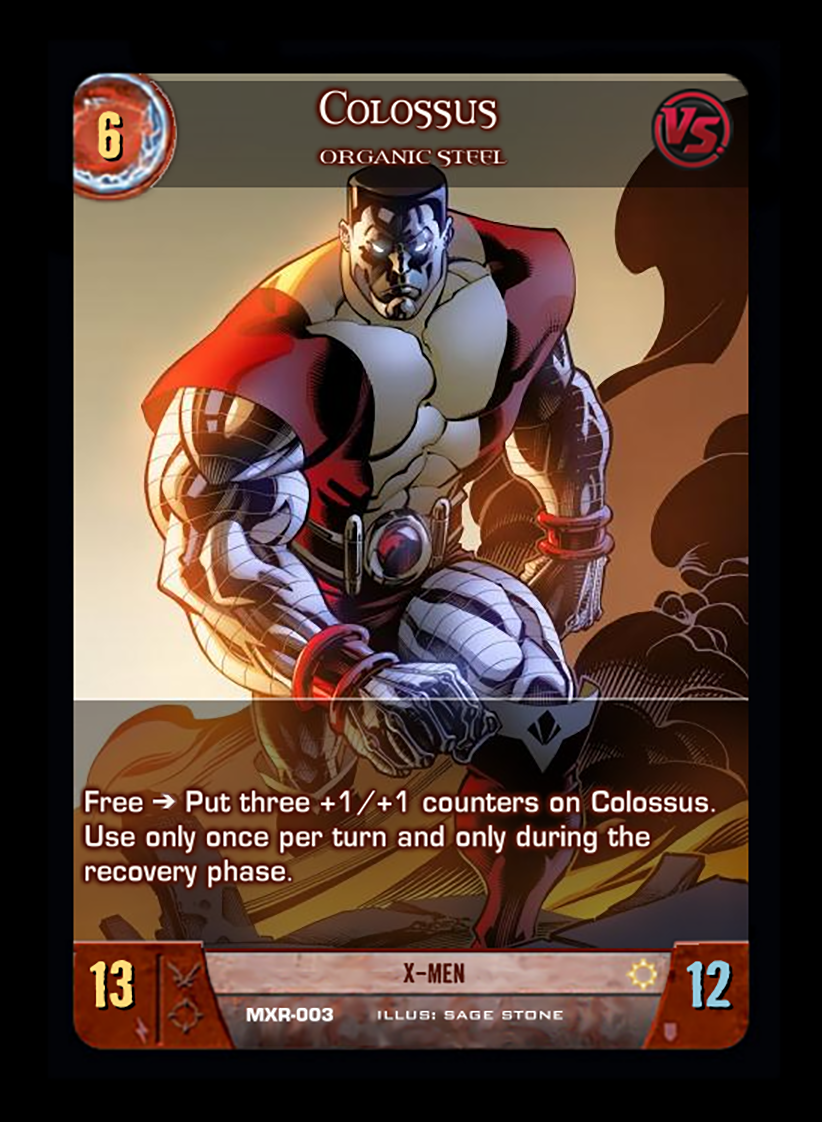 6
Colossus
VS.
ORGANIC STEEL
Free ➔ Put three +1/+1 counters on Colossus.
Use only once per turn and only during the
recovery phase.
13
X-MEN
12
MXR-003 ILLUS: SAGE STONE